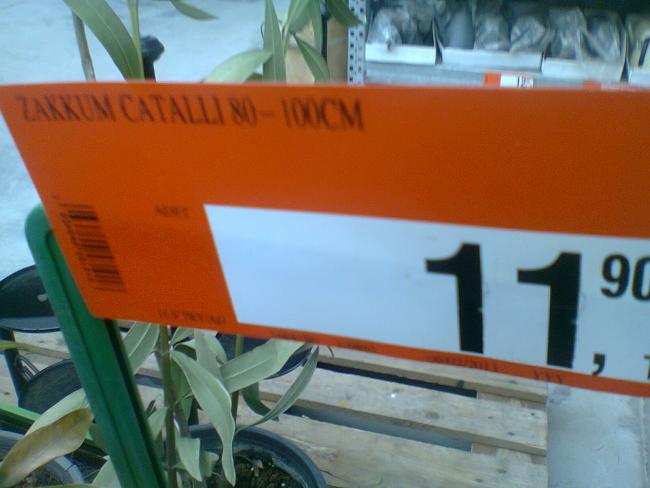 ZAKKUM CATALLI 80-100CM
ADET
11,90